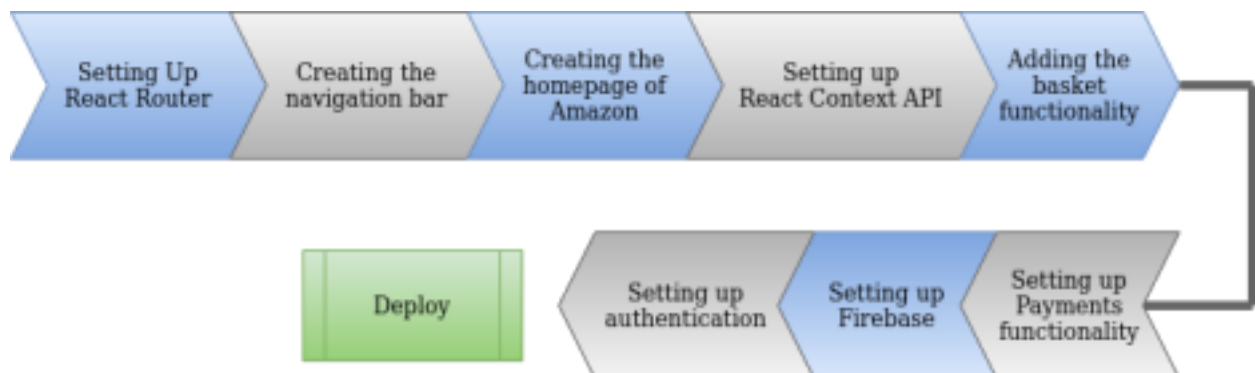 Setting Up
React Router
Creating the
navigation bar
Creating the
homepage of
Amazon
Setting up
React Context API
Adding the
basket
functionality
Setting up
Payments
functionality
Setting up
Firebase
Setting up
authentication
Deploy